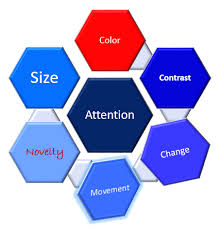 Color
Size
Contrast
Attention
Novelty
Change
Movement